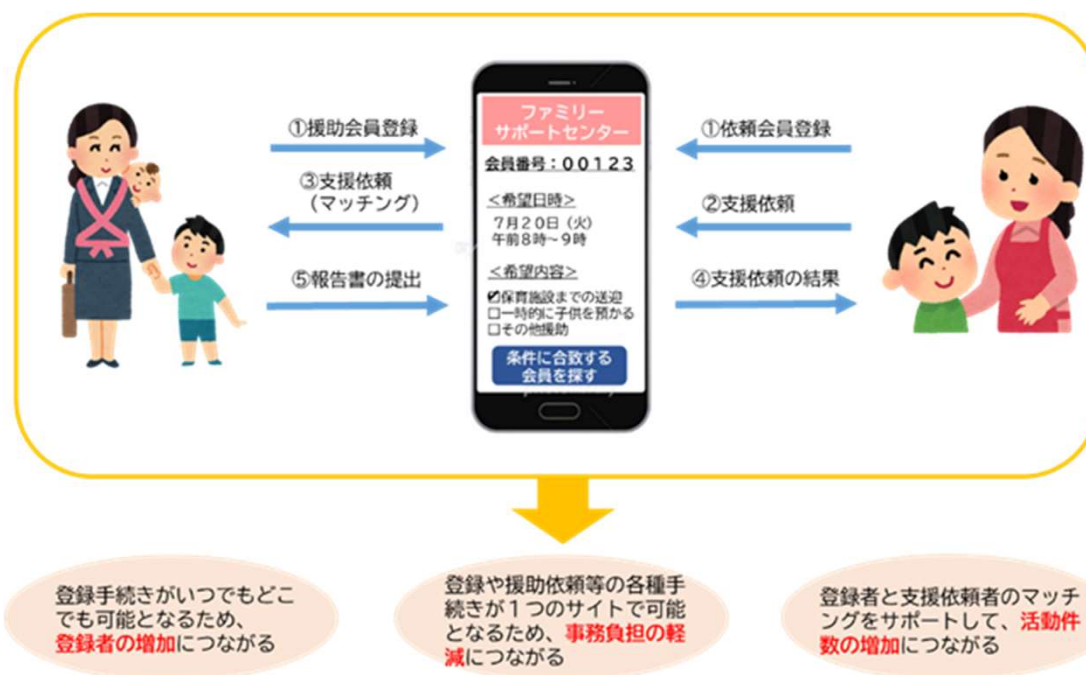 ①援助会員登録
③支援依頼
（マッチング）
⑤報告書の提出
ファミリー
サポートセンター
会員番号：００１２３
＜希望日時＞
７月２０日（火）
午前８時～９時
＜希望内容＞
☑保育施設までの送迎
□一時的に子供を預かる
□その他援助
条件に合致する
会員を探す
①依頼会員登録
②支援依頼
④支援依頼の結果
登録手続きがいつでもどこ
でも可能となるため、
登録者の増加につながる
登録や援助依頼等の各種手
続きが１つのサイトで可能
となるため、事務負担の軽
減につながる
登録者と支援依頼者のマッチ
ングをサポートして、活動件
数の増加につながる